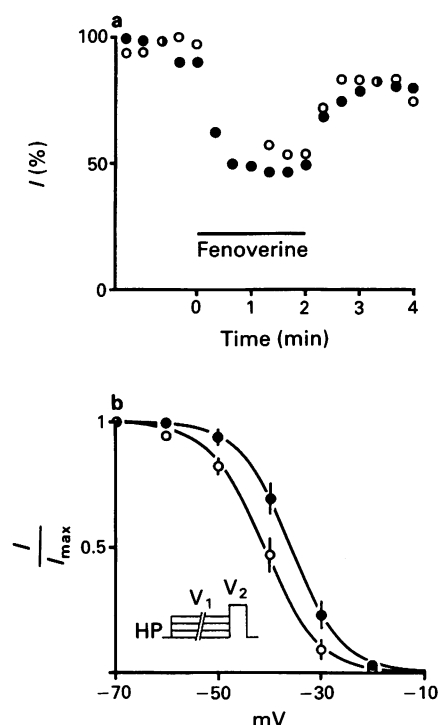 a
100
50
0
I (%)
Fenoverine
0 1 2 3 4
Time (min)
b
1
0.5
I
Imax
V1
V2
HP
−70 −50 −30 −10
mV